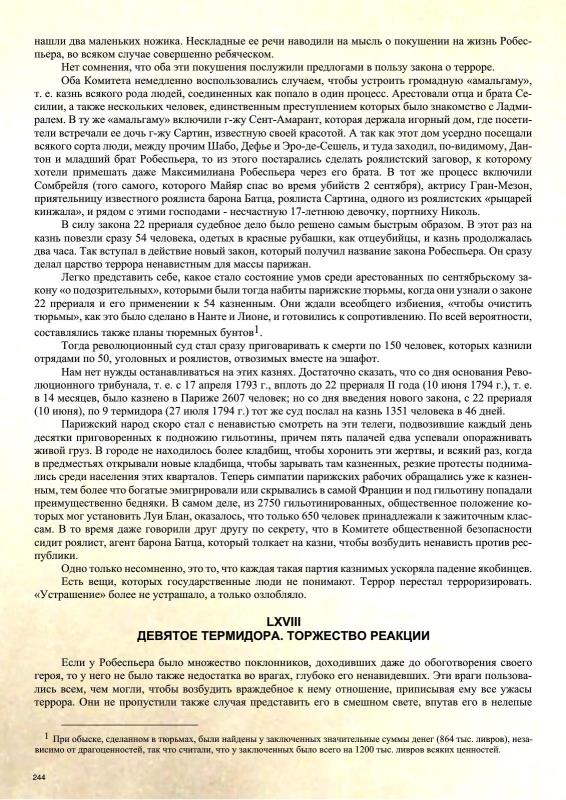 нашли два маленьких ножика. Нескладные ее речи наводили на мысль о покушении на жизнь Робес-
пьера, во всяком случае совершенно ребяческом.
Нет сомнения, что оба эти покушения послужили предлогами в пользу закона о терроре.
Оба Комитета немедленно воспользовались случаем, чтобы устроить громадную «амальгаму»,
т. е. казнь всякого рода людей, соединенных как попало в один процесс. Арестовали отца и брата Се-
силии, а также нескольких человек, единственным преступлением которых было знакомство с Ладми-
ралем. В ту же «амальгаму» включили г-жу Сент-Амарант, которая держала игорный дом, где посети-
тели встречали ее дочь г-жу Сартин, известную своей красотой. А так как этот дом усердно посещали
всякого сорта люди, между прочим Шабо, Дефье и Эро-де-Сешель, и туда заходил, по-видимому, Дан-
тон и младший брат Робеспьера, то из этого постарались сделать роялистский заговор, к которому
хотели примешать даже Максимилиана Робеспьера через его брата. В тот же процесс включили
Сомбрейля (того самого, которого Майяр спас во время убийств 2 сентября), актрису Гран-Мезон,
приятельницу известного роялиста барона Батца, роялиста Сартина, одного из роялистских «рыцарей
кинжала», и рядом с этими господами - несчастную 17-летнюю девочку, портниху Николь.
В силу закона 22 прериаля судебное дело было решено самым быстрым образом. В этот раз на
казнь повезли сразу 54 человека, одетых в красные рубашки, как отцеубийцы, и казнь продолжалась
два часа. Так вступал в действие новый закон, который получил название закона Робеспьера. Он сразу
делал царство террора ненавистным для массы парижан.
Легко представить себе, какое стало состояние умов среди арестованных по сентябрьскому за-
кону «о подозрительных», которыми были тогда набиты парижские тюрьмы, когда они узнали о законе
22 прериаля и его применении к 54 казненным. Они ждали всеобщего избиения, «чтобы очистить
тюрьмы», как это было сделано в Нанте и Лионе, и готовились к сопротивлению. По всей вероятности,
составлялись также планы тюремных бунтов1.
Тогда революционный суд стал сразу приговаривать к смерти по 150 человек, которых казнили
отрядами по 50, уголовных и роялистов, отвозимых вместе на эшафот.
Нам нет нужды останавливаться на этих казнях. Достаточно сказать, что со дня основания Рево-
люционного трибунала, т. е. с 17 апреля 1793 г., вплоть до 22 прериаля II года (10 июня 1794 г.), т. е.
в 14 месяцев, было казнено в Париже 2607 человек; но со дня введения нового закона, с 22 прериаля
(10 июня), по 9 термидора (27 июля 1794 г.) тот же суд послал на казнь 1351 человека в 46 дней.
Парижский народ скоро стал с ненавистью смотреть на эти телеги, подвозившие каждый день
десятки приговоренных к подножию гильотины, причем пять палачей едва успевали опоражнивать
живой груз. В городе не находилось более кладбищ, чтобы хоронить эти жертвы, и всякий раз, когда
в предместьях открывали новые кладбища, чтобы зарывать там казненных, резкие протесты поднима-
лись среди населения этих кварталов. Теперь симпатии парижских рабочих обращались уже к казнен-
ным, тем более что богатые эмигрировали или скрывались в самой Франции и под гильотину попадали
преимущественно бедняки. В самом деле, из 2750 гильотинированных, общественное положение ко-
торых мог установить Луи Блан, оказалось, что только 650 человек принадлежали к зажиточным клас-
сам. В то время даже говорили друг другу по секрету, что в Комитете общественной безопасности
сидит роялист, агент барона Батца, который толкает на казни, чтобы возбудить ненависть против рес-
публики.
Одно только несомненно, это то, что каждая такая партия казнимых ускоряла падение якобинцев.
Есть вещи, которых государственные люди не понимают. Террор перестал терроризировать.
«Устрашение» более не устрашало, а только озлобляло.
LXVIII
ДЕВЯТОЕ ТЕРМИДОРА. ТОРЖЕСТВО РЕАКЦИИ
Если у Робеспьера было множество поклонников, доходивших даже до обоготворения своего
героя, то у него не было также недостатка во врагах, глубоко его ненавидевших. Эти враги пользова-
лись всем, чем могли, чтобы возбудить враждебное к нему отношение, приписывая ему все ужасы
террора. Они не пропустили также случая представить его в смешном свете, впутав его в нелепые
1 При обыске, сделанном в тюрьмах, были найдены у заключенных значительные суммы денег (864 тыс. ливров), неза-
висимо от драгоценностей, так что считали, что у заключенных было всего на 1200 тыс. ливров всяких ценностей.
244